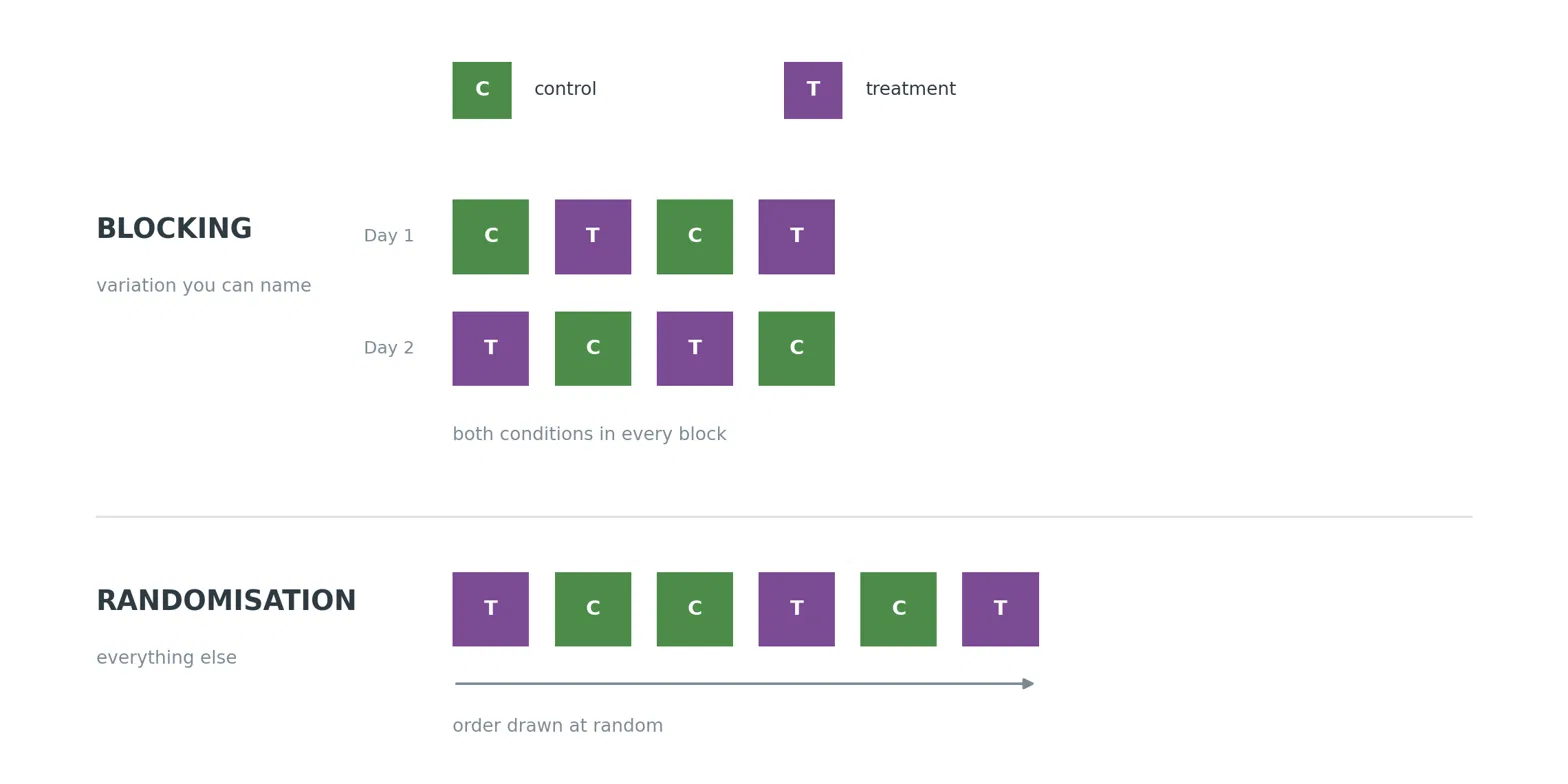 C control T treatment
BLOCKING
variation you can name
Day 1 C T C T
Day 2 T C T C
both conditions in every block
RANDOMISATION
everything else
T C C T C T
order drawn at random